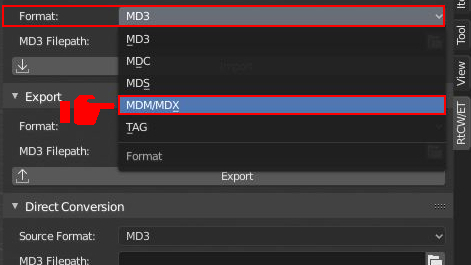 Format: MD3
MD3 Filepath:
MD3
MDC
MDS
MDM/MDX
TAG
Format
Export
Format:
MD3 Filepath:
Export
Direct Conversion
Source Format: MD3
MD3 Filepath:
Tool
View
RtCW/ET